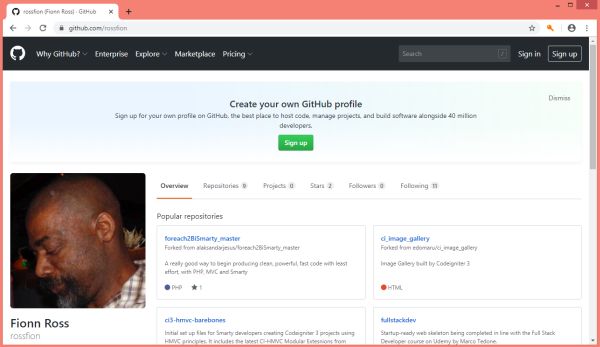 rossfion (Fionn Ross) · GitHub
github.com/rossfion
Why GitHub? Enterprise Explore Marketplace Pricing Search / Sign in Sign up
Dismiss
Create your own GitHub profile
Sign up for your own profile on GitHub, the best place to host code, manage projects, and build software alongside 40 million
developers.
Sign up
Overview Repositories 9 Projects 0 Stars 2 Followers 0 Following 11
Popular repositories
foreach2BiSmarty_master
Forked from alaksandarjesus/foreach2BiSmarty_master
A really good way to begin producing clean, powerful, fast code with least
effort, with PHP, MVC and Smarty
PHP 1
ci_image_gallery
Forked from edomaru/ci_image_gallery
Image Gallery built by Codeigniter 3
HTML
Fionn Ross
rossfion
ci3-hmvc-barebones
Initial set up files for Smarty developers creating Codeigniter 3 projects using
HMVC principles. It includes the latest CI-HMVC Modular Extensions from
fullstackdev
Startup-ready web skeleton being completed in line with the Full Stack
Developer course on Udemy by Marco Tedone.